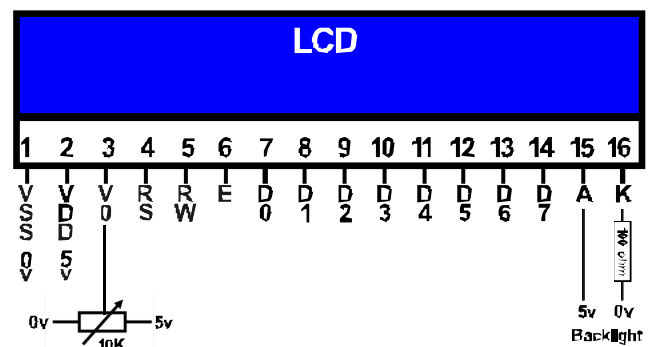 LCD
1 2 3 4 5 6 7 8 9 10 11 12 13 14 15 16
VSS 0v VDD 5v V0 RS RW E D0 D1 D2 D3 D4 D5 D6 D7 A K
100 ohm
5v 0v
Backlight
0v 5v
10K